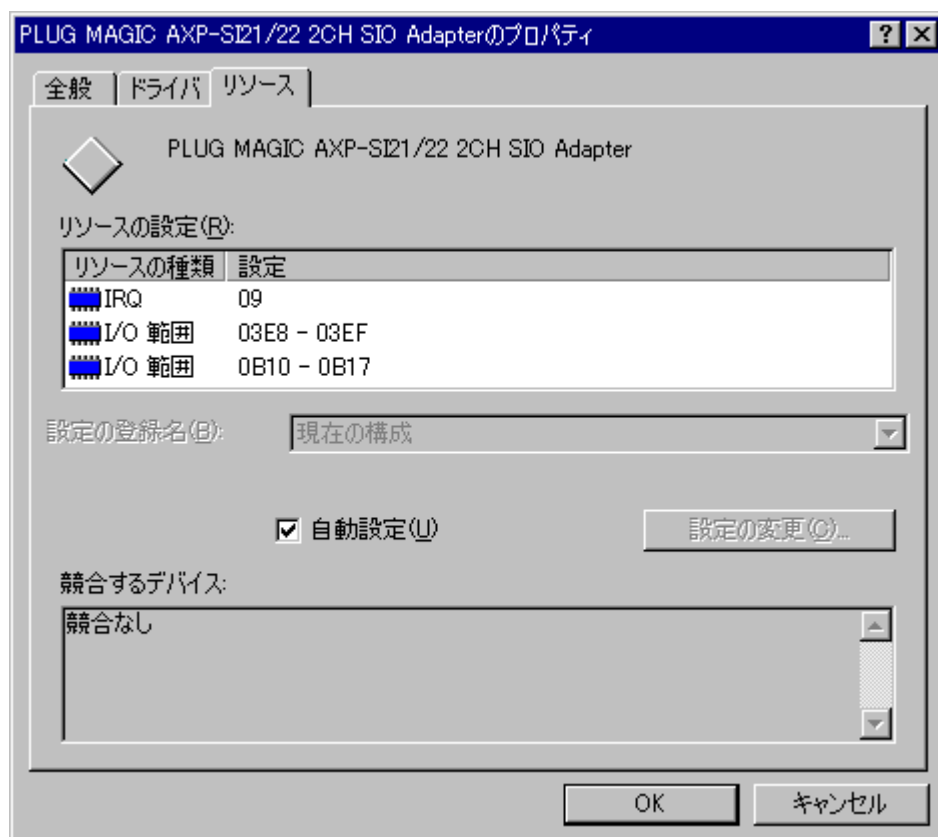 PLUG MAGIC AXP-SI21/22 2CH SIO Adapterのプロパティ
全般 ドライバ リソース
PLUG MAGIC AXP-SI21/22 2CH SIO Adapter
リソースの設定(R):
リソースの種類 設定
IRQ 09
I/O 範囲 03E8 - 03EF
I/O 範囲 0B10 - 0B17
設定の登録名(B): 現在の構成
自動設定(U) 設定の変更(C)...
競合するデバイス:
競合なし
OK キャンセル